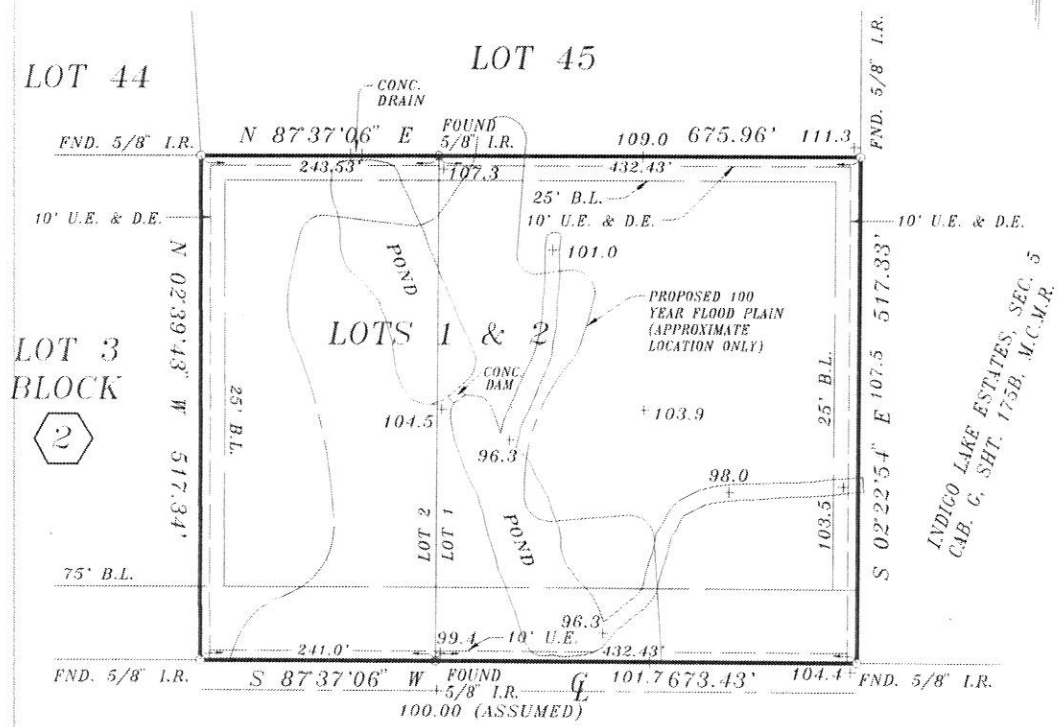 LOT 44
LOT 45
CONC.
DRAIN
FND. 5/8" I.R.
N 87°37'06" E
FOUND
5/8" I.R.
109.0
675.96'
111.3
FND. 5/8" I.R.
243.53'
107.3
432.43'
25' B.L.
10' U.E. & D.E.
10' U.E. & D.E.
10' U.E. & D.E.
101.0
POND
N 02°39'43" W 517.34'
PROPOSED 100
YEAR FLOOD PLAIN
(APPROXIMATE
LOCATION ONLY)
S 02°22'54" E 107.5 517.33'
INDIGO LAKE ESTATES, SEC. 5
CAB. G, SHT. 175B, M.C.M.R.
LOTS 1 & 2
LOT 3
BLOCK
2
CONC.
DAM
25' B.L.
25' B.L.
104.5
103.9
96.3
98.0
103.5
LOT 2
LOT 1
POND
75' B.L.
96.3
99.4
10' U.E.
241.0'
432.43'
FND. 5/8" I.R.
S 87°37'06" W
FOUND
5/8" I.R.
CL
101.7
673.43'
104.4
FND. 5/8" I.R.
100.00 (ASSUMED)